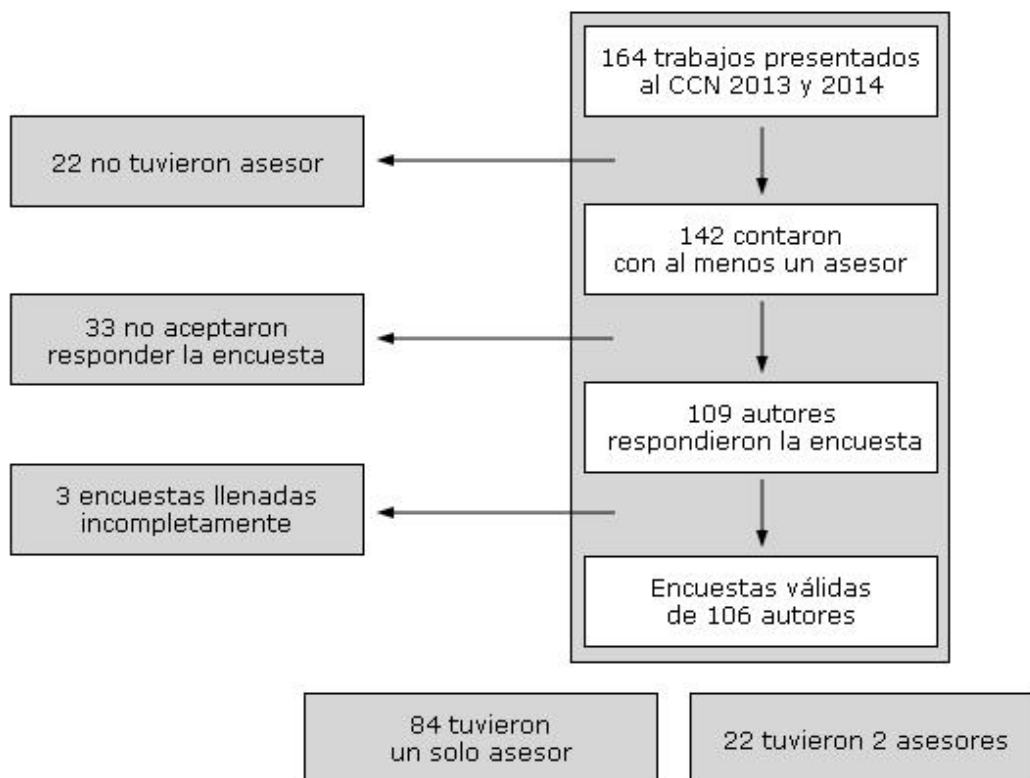 164 trabajos presentados
al CCN 2013 y 2014
22 no tuvieron asesor
142 contaron
con al menos un asesor
33 no aceptaron
responder la encuesta
109 autores
respondieron la encuesta
3 encuestas llenadas
incompletamente
Encuestas válidas
de 106 autores
84 tuvieron
un solo asesor
22 tuvieron 2 asesores